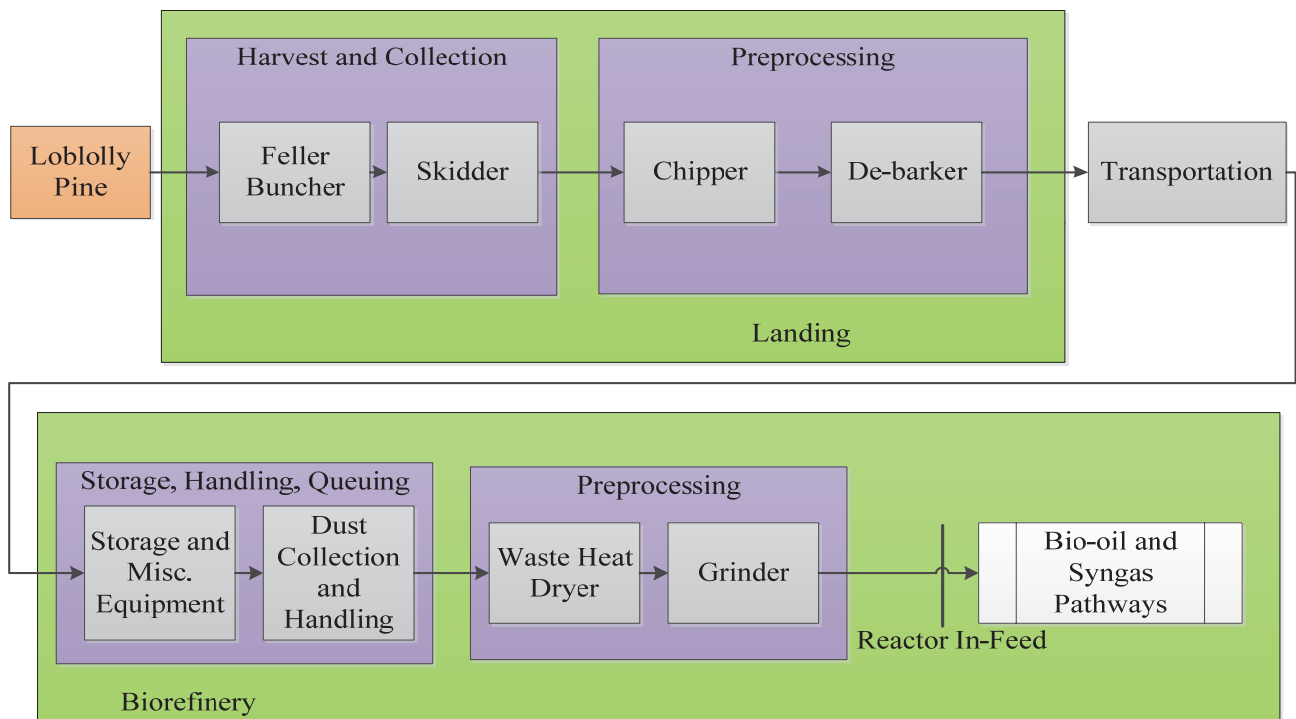 Harvest and Collection
Preprocessing
Loblolly
Pine
Feller
Buncher
Skidder
Chipper
De-barker
Transportation
Landing
Storage, Handling, Queuing
Preprocessing
Storage and
Misc.
Equipment
Dust
Collection
and
Handling
Waste Heat
Dryer
Grinder
Reactor In-Feed
Bio-oil and
Syngas
Pathways
Biorefinery